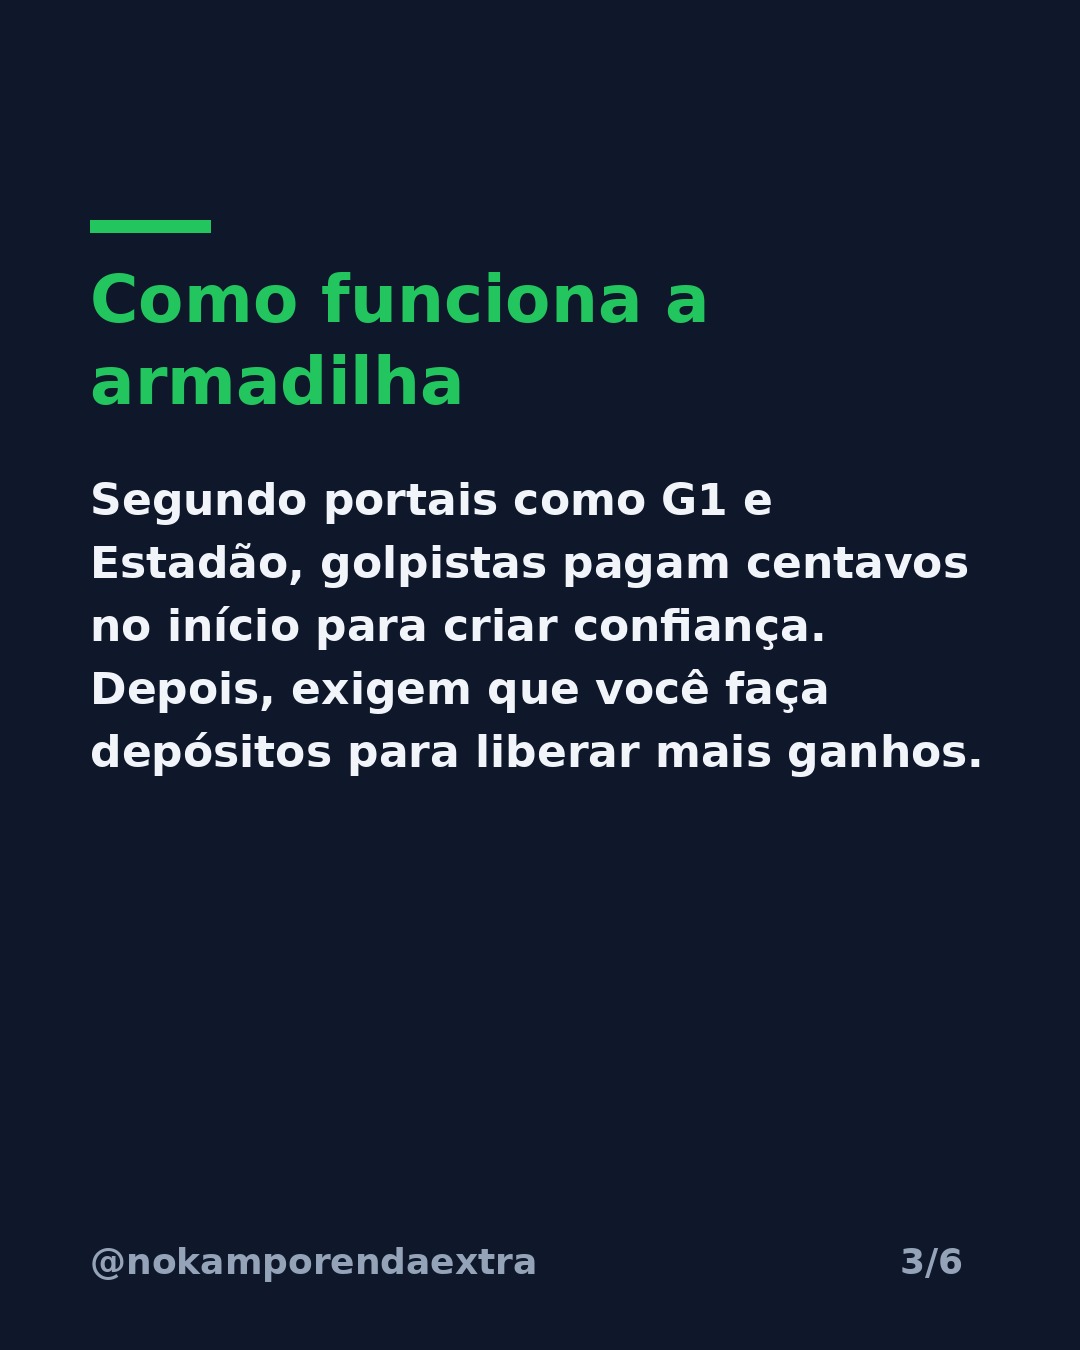 Como funciona a
armadilha
Segundo portais como G1 e
Estadão, golpistas pagam centavos
no início para criar confiança.
Depois, exigem que você faça
depósitos para liberar mais ganhos.
@nokamporendaextra
3/6